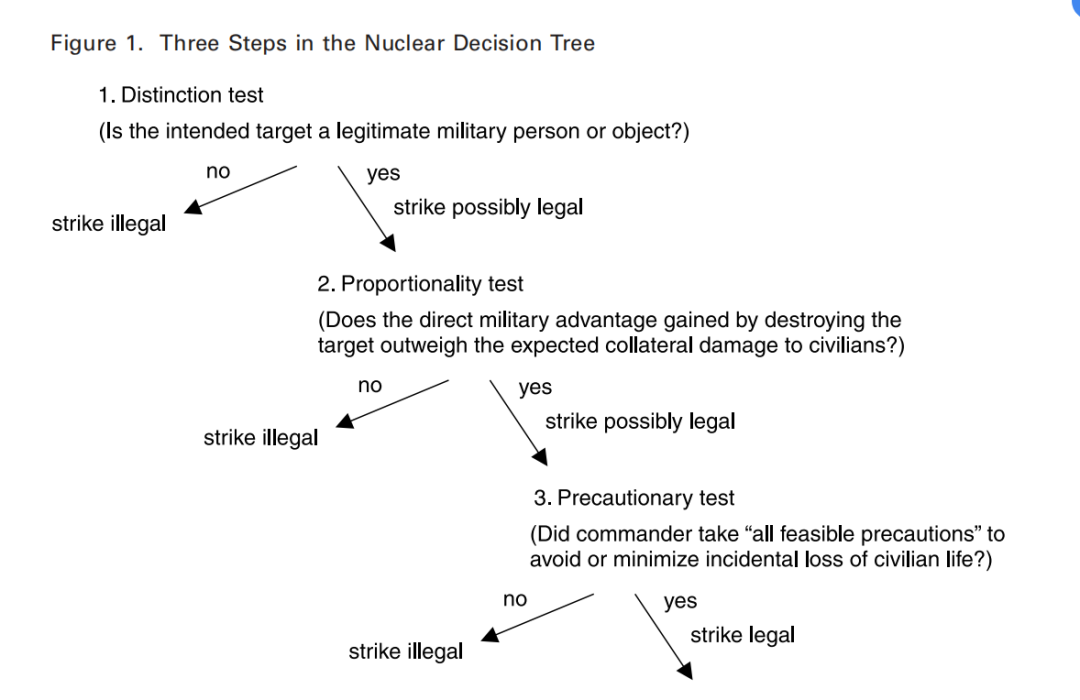 Figure 1. Three Steps in the Nuclear Decision Tree
1. Distinction test
(Is the intended target a legitimate military person or object?)
no
yes
strike possibly legal
strike illegal
2. Proportionality test
(Does the direct military advantage gained by destroying the
target outweigh the expected collateral damage to civilians?)
no
yes
strike possibly legal
strike illegal
3. Precautionary test
(Did commander take “all feasible precautions” to
avoid or minimize incidental loss of civilian life?)
no
yes
strike legal
strike illegal